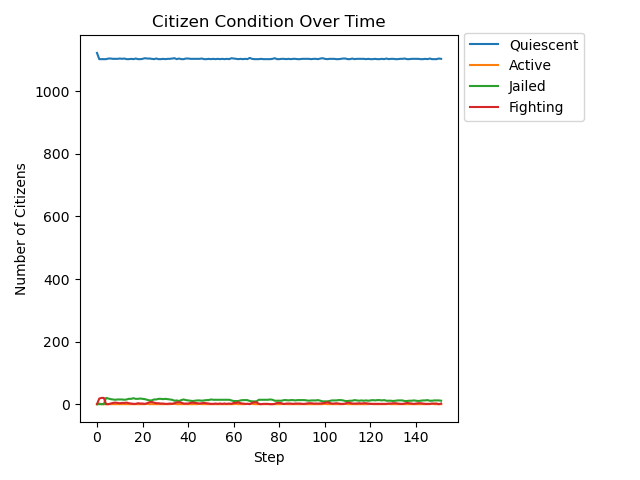 Citizen Condition Over Time
Quiescent
Active
Jailed
Fighting
Number of Citizens
1000
800
600
400
200
0
0 20 40 60 80 100 120 140
Step